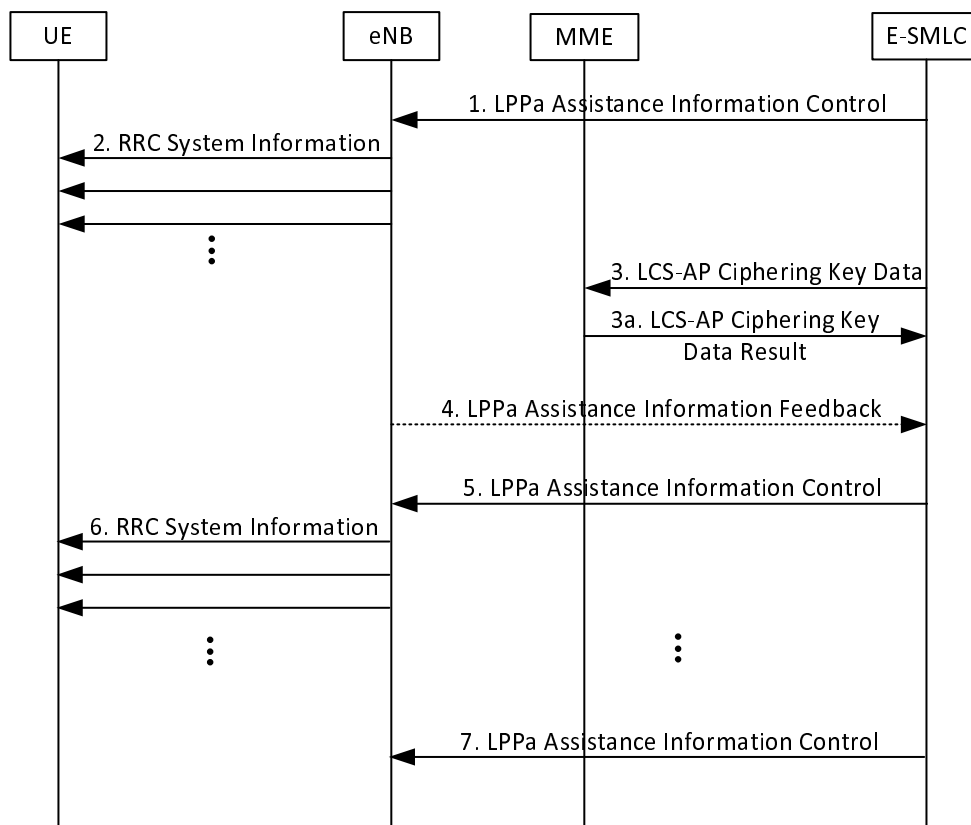 UE eNB MME E-SMLC
1. LPPa Assistance Information Control
2. RRC System Information
3. LCS-AP Ciphering Key Data
3a. LCS-AP Ciphering Key
Data Result
4. LPPa Assistance Information Feedback
5. LPPa Assistance Information Control
6. RRC System Information
7. LPPa Assistance Information Control